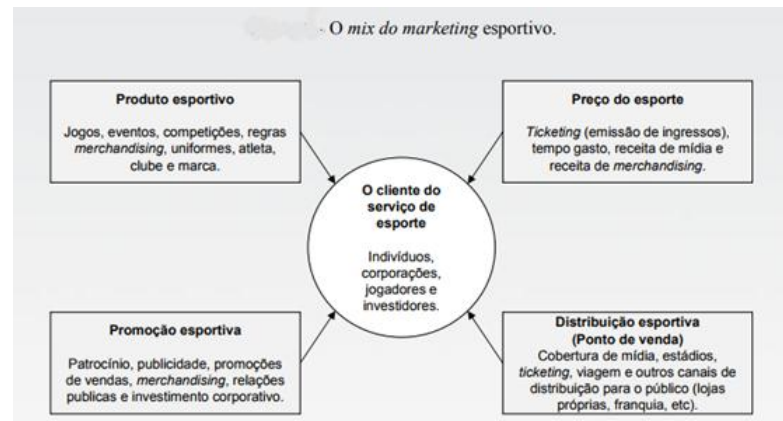 O mix do marketing esportivo.
Produto esportivo
Jogos, eventos, competições, regras
merchandising, uniformes, atleta,
clube e marca.
Preço do esporte
Ticketing (emissão de ingressos),
tempo gasto, receita de mídia e
receita de merchandising.
O cliente do
serviço de
esporte
Indivíduos,
corporações,
jogadores e
investidores.
Promoção esportiva
Patrocínio, publicidade, promoções
de vendas, merchandising, relações
publicas e investimento corporativo.
Distribuição esportiva
(Ponto de venda)
Cobertura de mídia, estádios,
ticketing, viagem e outros canais de
distribuição para o público (lojas
próprias, franquia, etc).